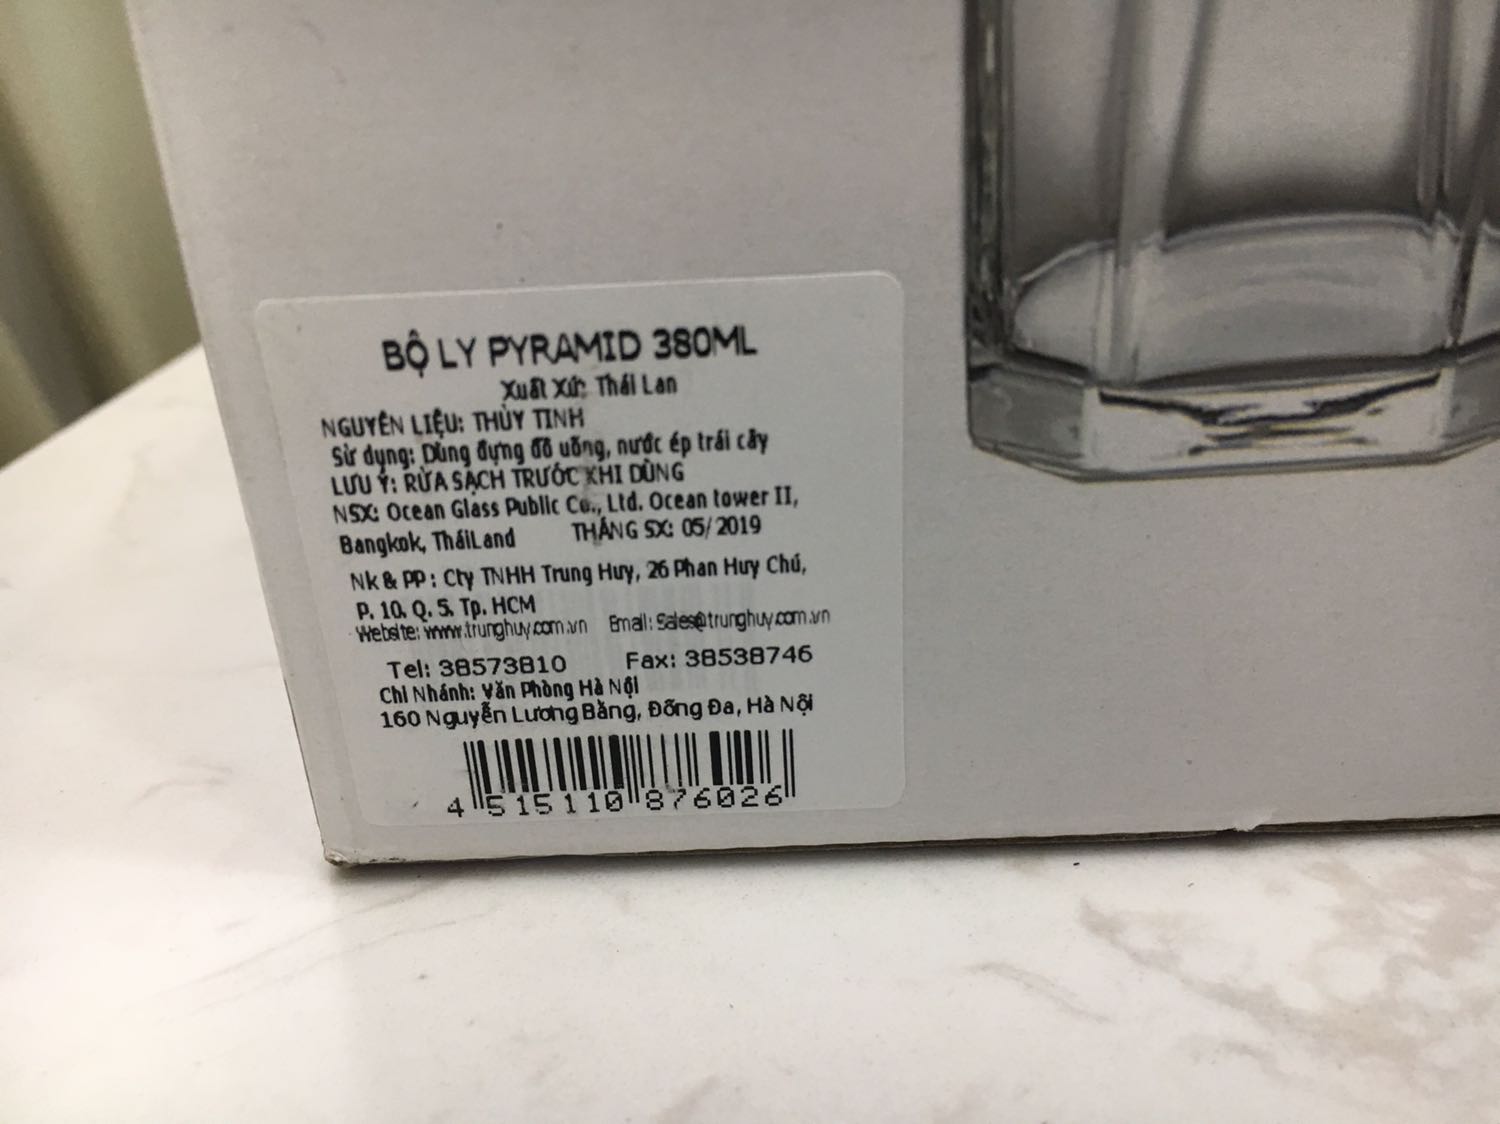 BỘ LY PYRAMID 380ML
Xuất Xứ: Thái Lan
NGUYÊN LIỆU: THỦY TINH
Sử dụng: Dùng đựng đồ uống, nước ép trái cây
LƯU Ý: RỬA SẠCH TRƯỚC KHI DÙNG
NSX: Ocean Glass Public Co., Ltd. Ocean tower II,
Bangkok, TháiLand THÁNG SX: 05/2019
Nk & PP : Cty TNHH Trung Huy, 26 Phan Huy Chú,
P. 10, Q. 5, Tp. HCM
Website: www.trunghuy.com.vn Email: Sales@trunghuy.com.vn
Tel: 38573810 Fax: 38538746
Chi Nhánh: Văn Phòng Hà Nội
160 Nguyễn Lương Bằng, Đống Đa, Hà Nội
4 515110 876026